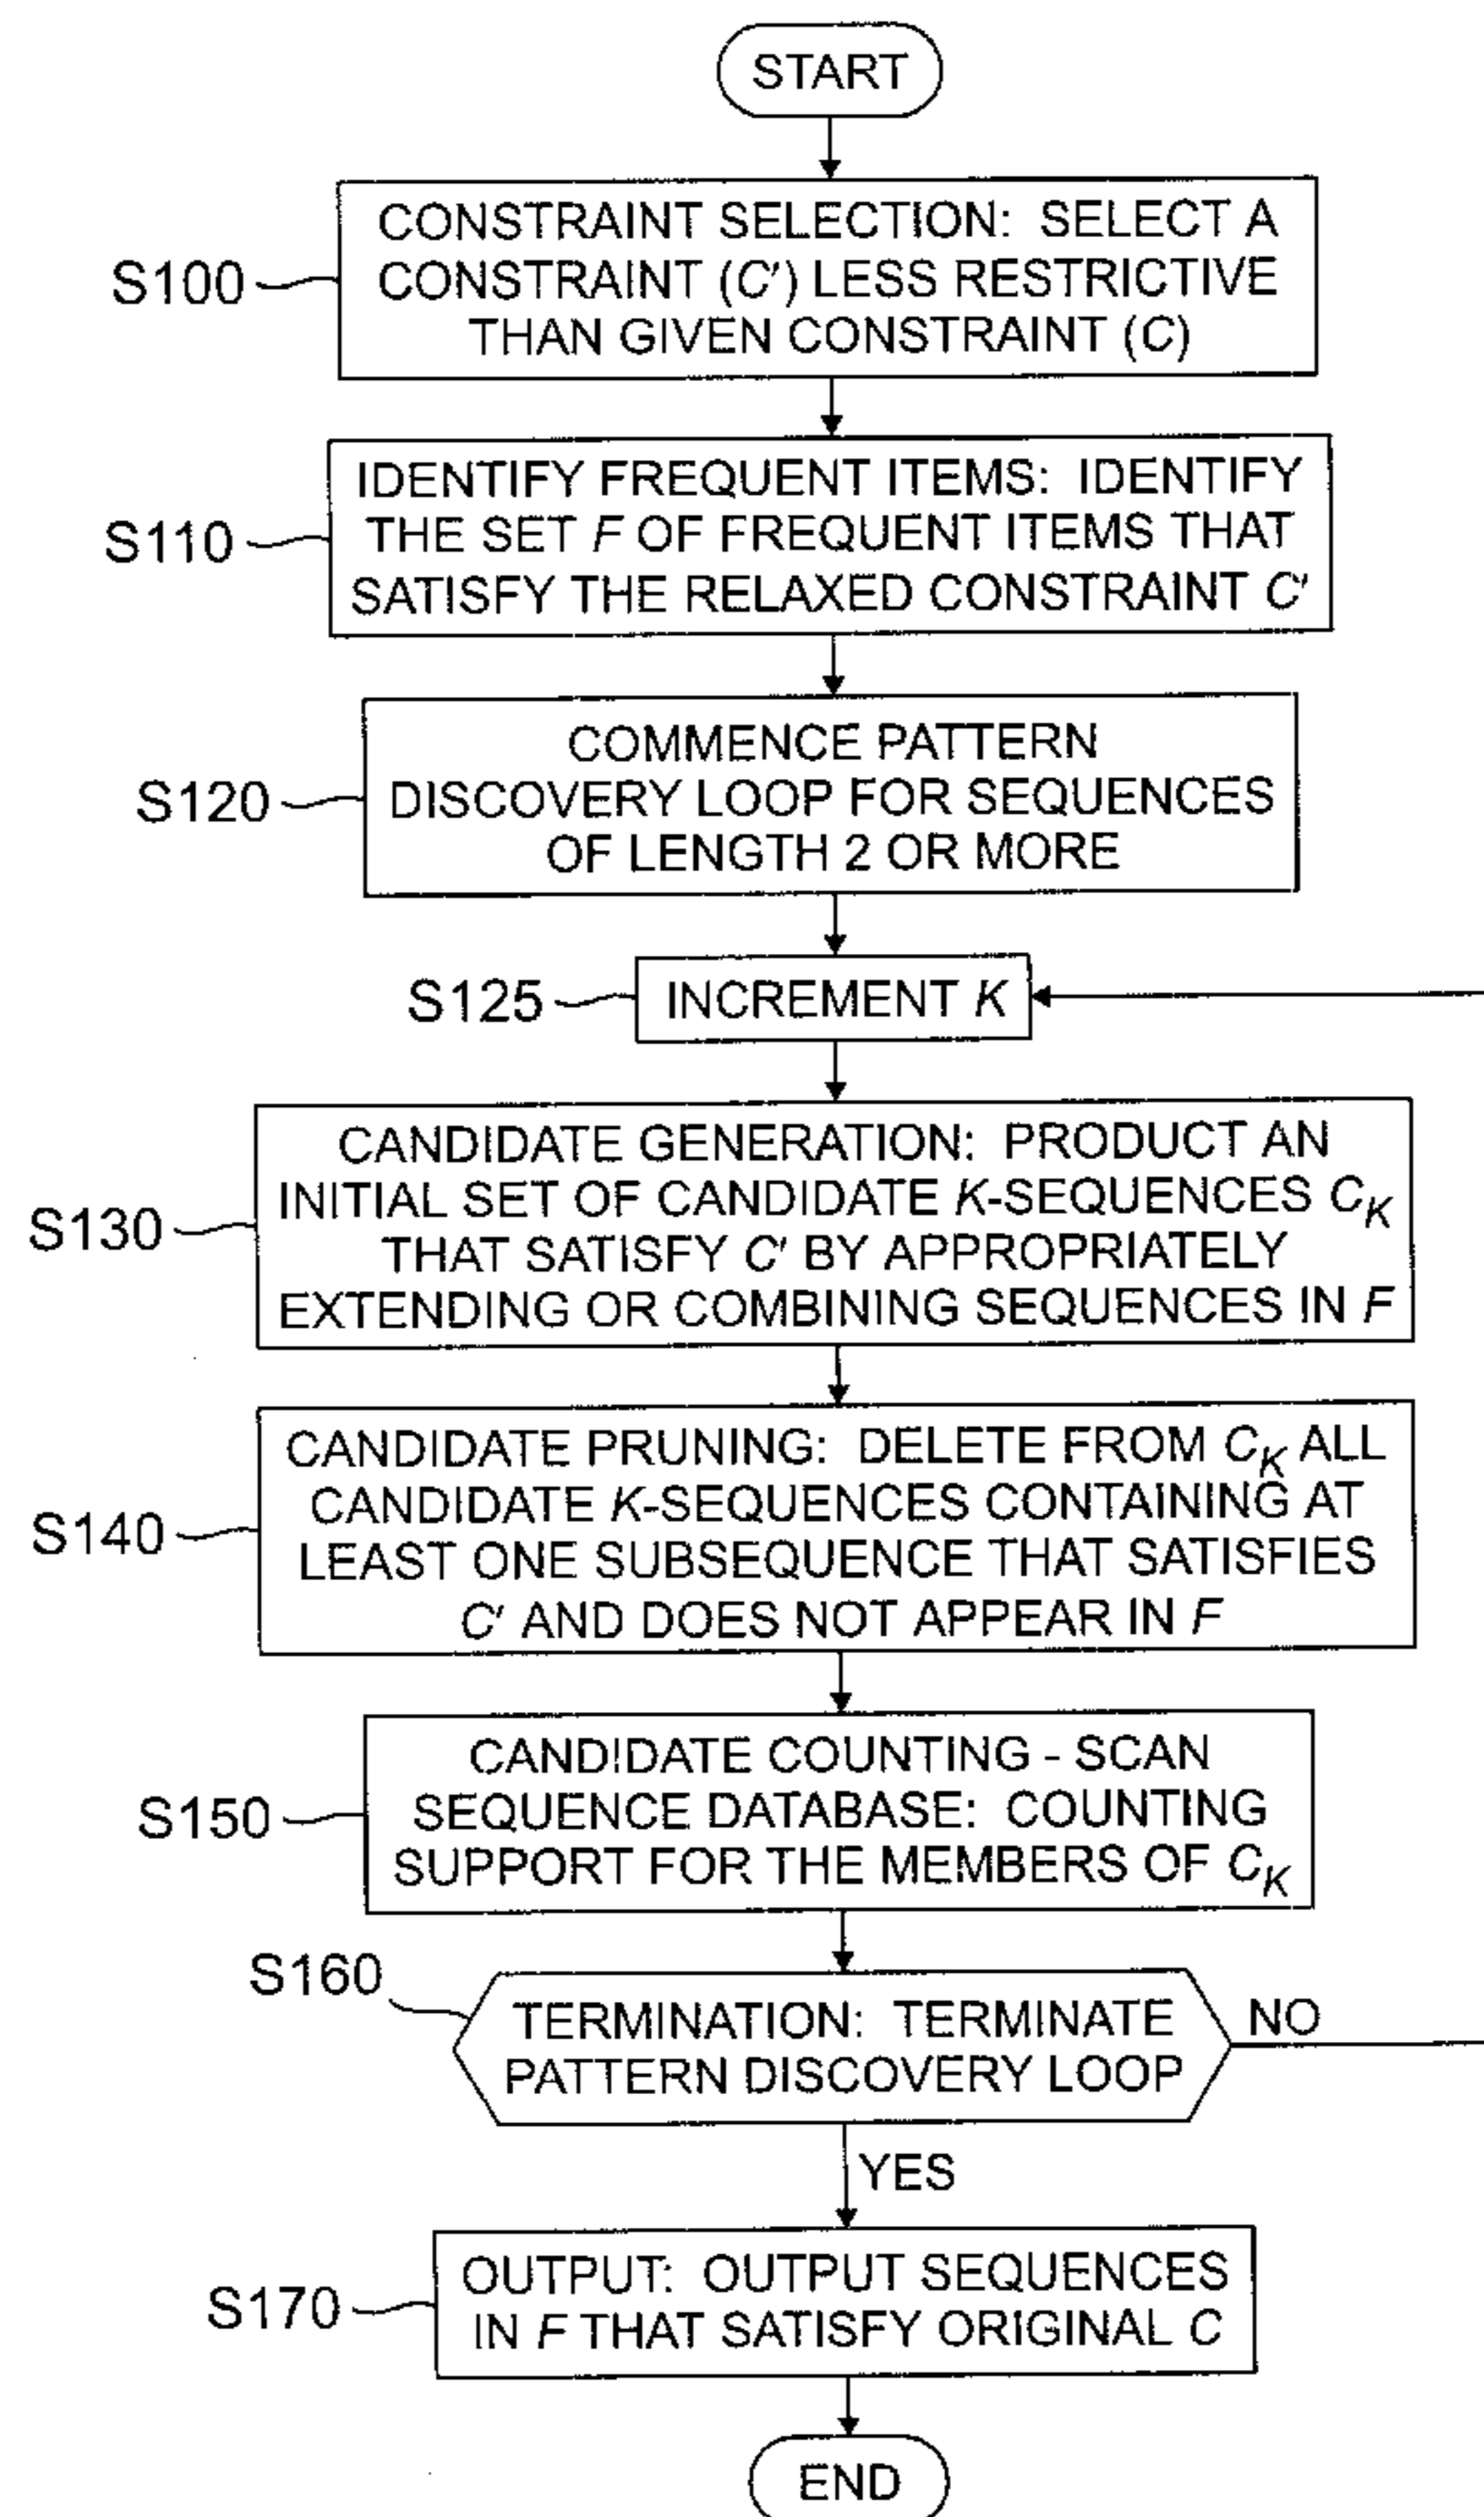 START
CONSTRAINT SELECTION: SELECT A
CONSTRAINT (C') LESS RESTRICTIVE
THAN GIVEN CONSTRAINT (C)
S100
IDENTIFY FREQUENT ITEMS: IDENTIFY
THE SET F OF FREQUENT ITEMS THAT
SATISFY THE RELAXED CONSTRAINT C'
S110
COMMENCE PATTERN
DISCOVERY LOOP FOR SEQUENCES
OF LENGTH 2 OR MORE
S120
INCREMENT K
S125
CANDIDATE GENERATION: PRODUCT AN
INITIAL SET OF CANDIDATE K-SEQUENCES CK
THAT SATISFY C' BY APPROPRIATELY
EXTENDING OR COMBINING SEQUENCES IN F
S130
CANDIDATE PRUNING: DELETE FROM CK ALL
CANDIDATE K-SEQUENCES CONTAINING AT
LEAST ONE SUBSEQUENCE THAT SATISFIES
C' AND DOES NOT APPEAR IN F
S140
CANDIDATE COUNTING - SCAN
SEQUENCE DATABASE: COUNTING
SUPPORT FOR THE MEMBERS OF CK
S150
S160
TERMINATION: TERMINATE
PATTERN DISCOVERY LOOP
NO
YES
OUTPUT: OUTPUT SEQUENCES
IN F THAT SATISFY ORIGINAL C
S170
END